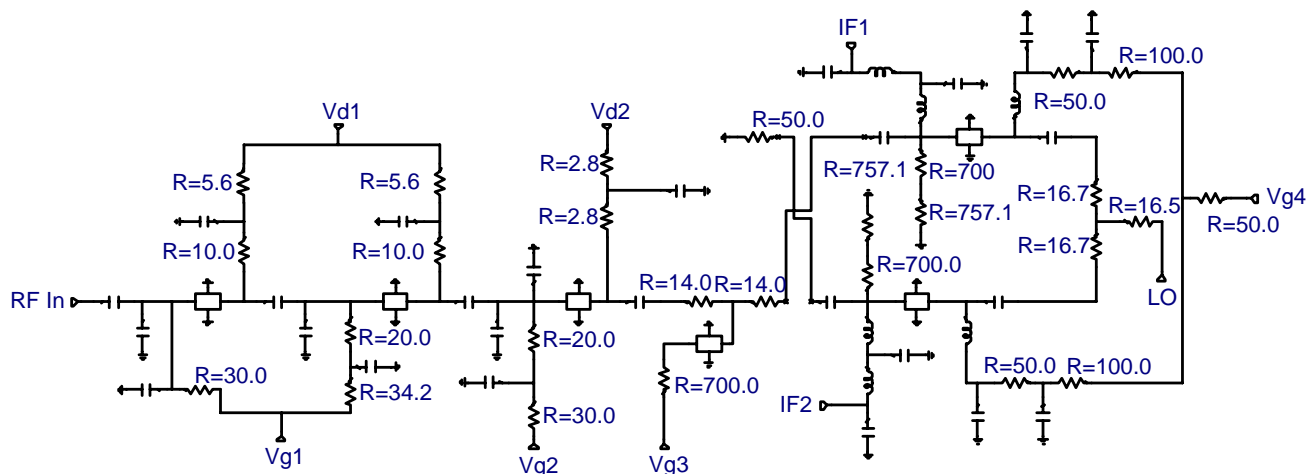 IF1
R=100.0
R=50.0
Vd1
Vd2
R=50.0
R=2.8
R=757.1
R=700
R=5.6
R=5.6
R=16.7
R=757.1
R=16.5
Vg4
R=2.8
R=50.0
R=10.0
R=10.0
R=16.7
R=700.0
R=14.0
R=14.0
RF In
LO
R=20.0
R=20.0
R=30.0
R=34.2
R=700.0
R=50.0
R=100.0
R=30.0
IF2
Vg1
Vg2
Vg3